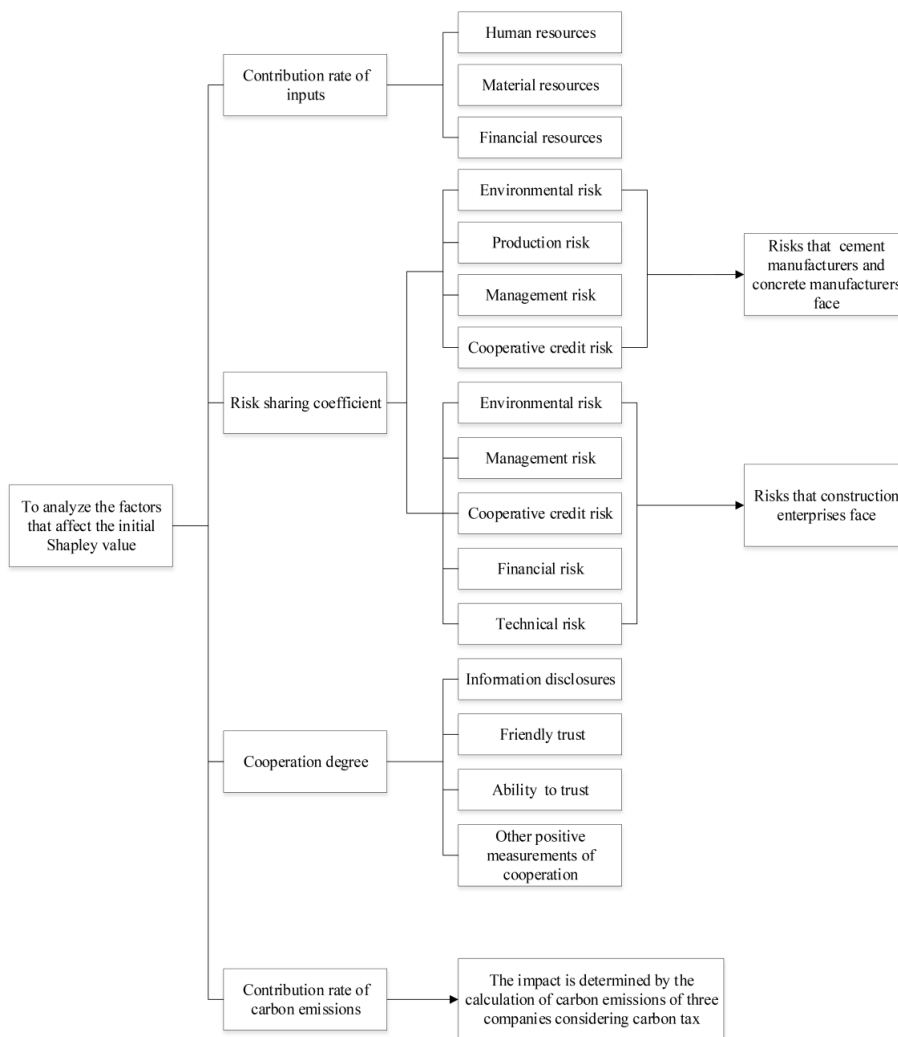 Human resources
Contribution rate of
inputs
Material resources
Financial resources
Environmental risk
Production risk
Management risk
Cooperative credit risk
Risks that cement
manufacturers and
concrete manufacturers
face
Risk sharing coefficient
Environmental risk
Management risk
Cooperative credit risk
Financial risk
Technical risk
Risks that construction
enterprises face
To analyze the factors
that affect the initial
Shapley value
Information disclosures
Cooperation degree
Friendly trust
Ability to trust
Other positive
measurements of
cooperation
Contribution rate of
carbon emissions
The impact is determined by the
calculation of carbon emissions of three
companies considering carbon tax